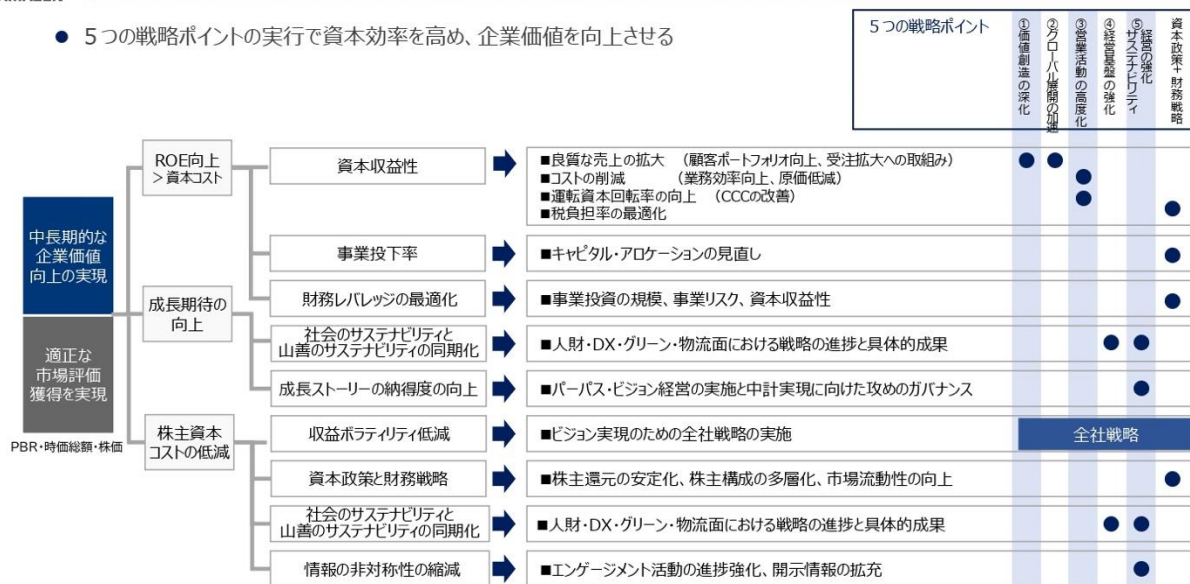 ● 5つの戦略ポイントの実行で資本効率を高め、企業価値を向上させる
5つの戦略ポイント
①価値創造の深化
②グローバル展開の加速
③営業活動の高度化
④経営基盤の強化
⑤サステナビリティ
経営の強化
資本政策+財務戦略
中長期的な
企業価値
向上の実現
適正な
市場評価
獲得を実現
PBR・時価総額・株価
ROE向上
>資本コスト
資本収益性
■良質な売上の拡大 (顧客ポートフォリオ向上、受注拡大への取組み)
■コストの削減 (業務効率向上、原価低減)
■運転資本回転率の向上 (CCCの改善)
■税負担率の最適化
事業投下率
■キャピタル・アロケーションの見直し
財務レバレッジの最適化
■事業投資の規模、事業リスク、資本収益性
成長期待の
向上
社会のサステナビリティと
山善のサステナビリティの同期化
■人財・DX・グリーン・物流面における戦略の進捗と具体的成果
成長ストーリーの納得度の向上
■パーパス・ビジョン経営の実施と中計実現に向けた攻めのガバナンス
株主資本
コストの低減
収益ボラティリティ低減
■ビジョン実現のための全社戦略の実施
全社戦略
資本政策と財務戦略
■株主還元の安定化、株主構成の多層化、市場流動性の向上
社会のサステナビリティと
山善のサステナビリティの同期化
■人財・DX・グリーン・物流面における戦略の進捗と具体的成果
情報の非対称性の縮減
■エンゲージメント活動の進捗強化、開示情報の拡充